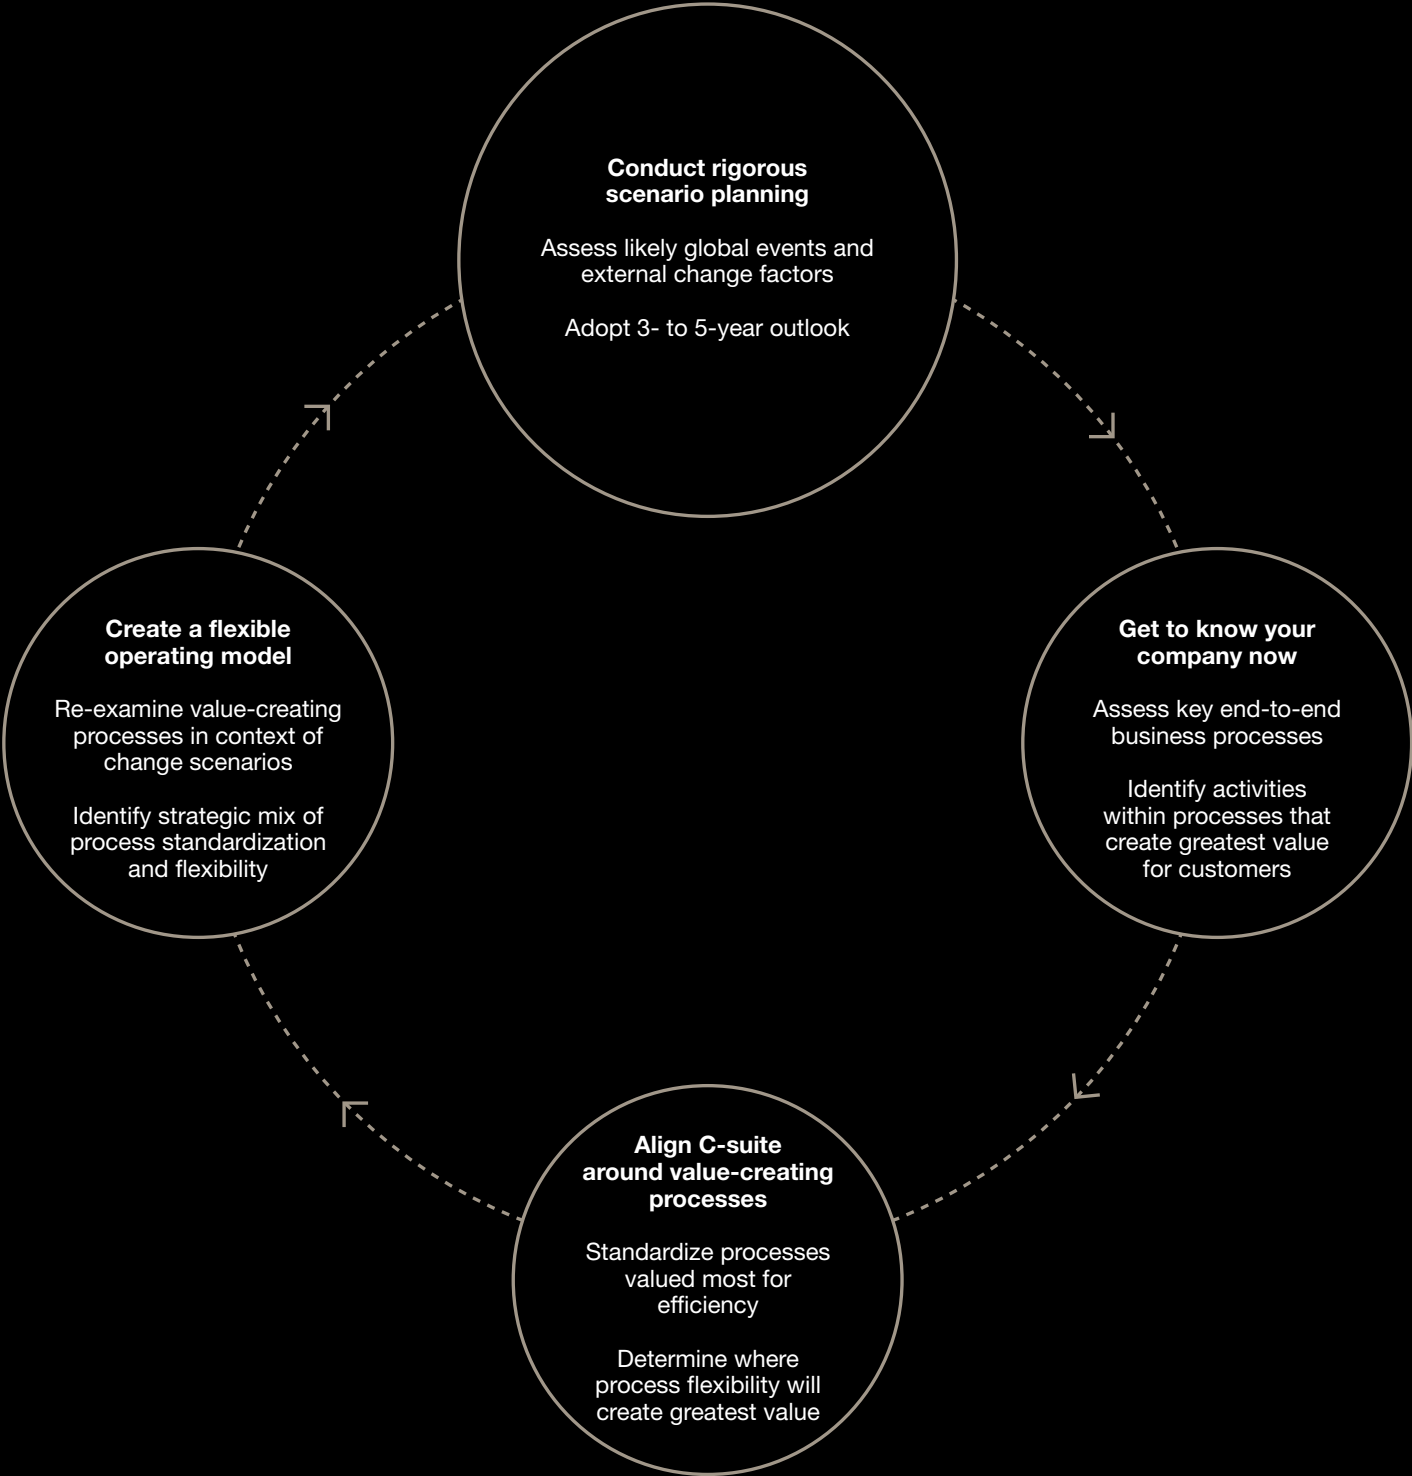 Conduct rigorous
scenario planning
Assess likely global events and
external change factors
Adopt 3- to 5-year outlook
Get to know your
company now
Assess key end-to-end
business processes
Identify activities
within processes that
create greatest value
for customers
Align C-suite
around value-creating
processes
Standardize processes
valued most for
efficiency
Determine where
process flexibility will
create greatest value
Create a flexible
operating model
Re-examine value-creating
processes in context of
change scenarios
Identify strategic mix of
process standardization
and flexibility